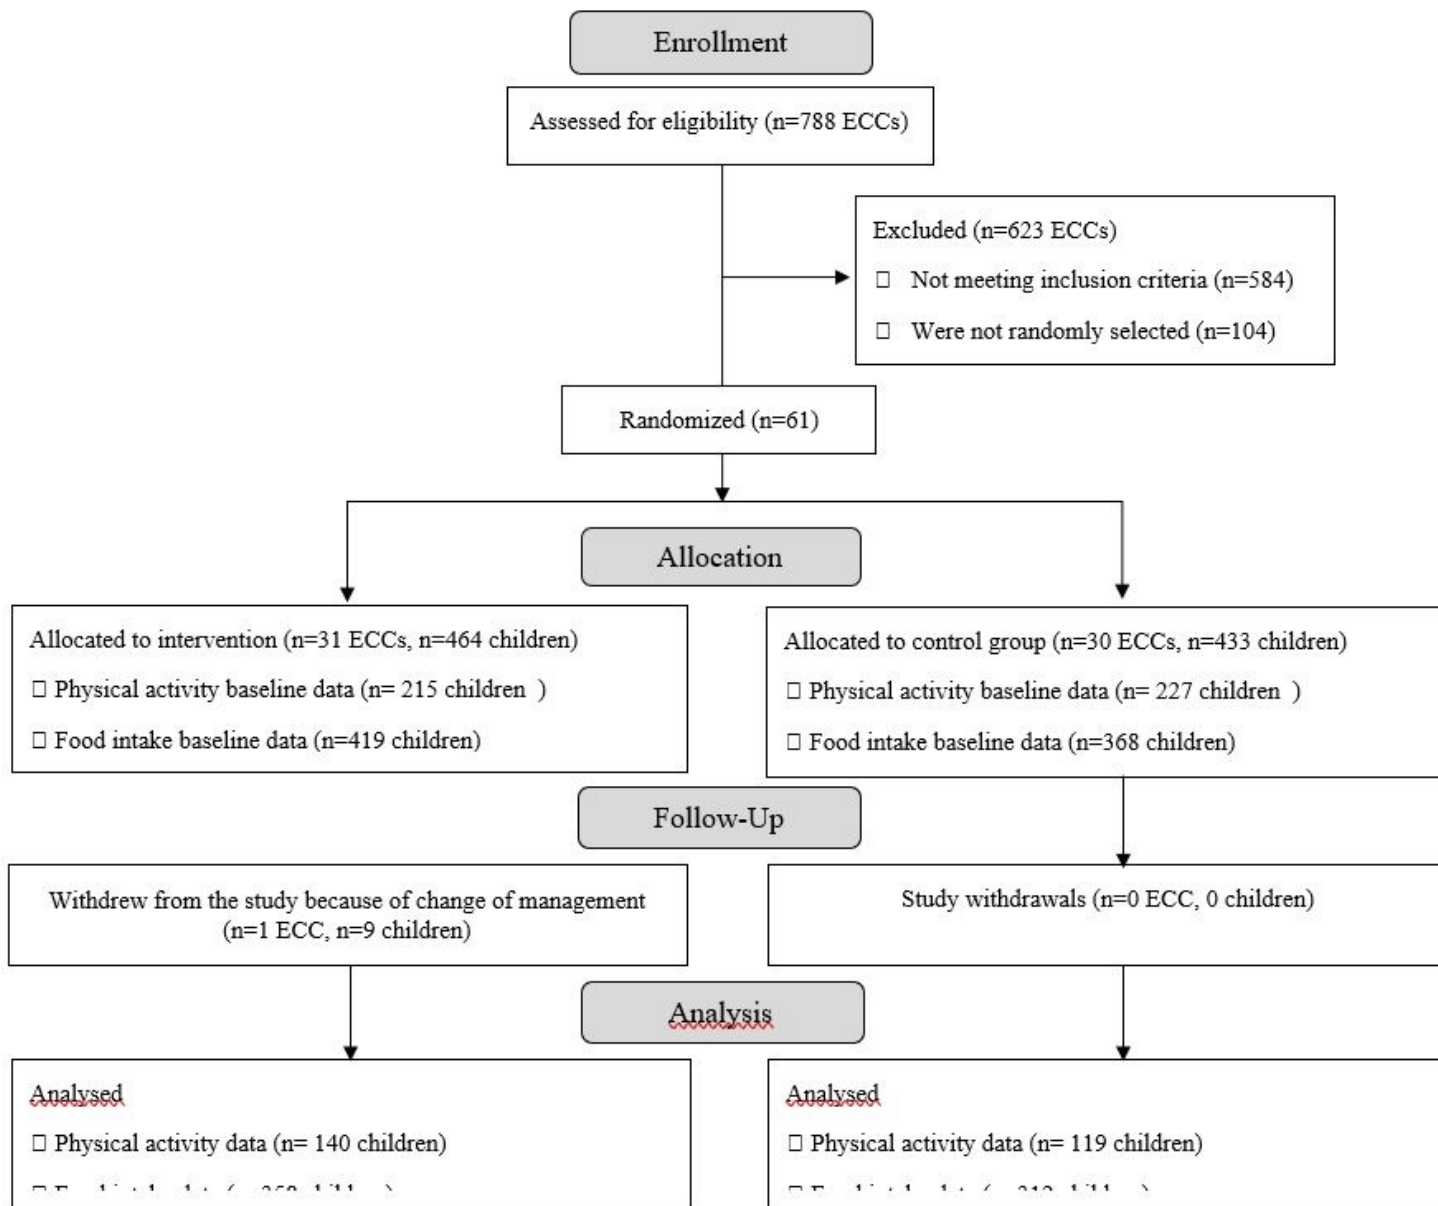 Enrollment
Assessed for eligibility (n=788 ECCs)
Excluded (n=623 ECCs)
Not meeting inclusion criteria (n=584)
Were not randomly selected (n=104)
Randomized (n=61)
Allocation
Allocated to intervention (n=31 ECCs, n=464 children)
Physical activity baseline data (n= 215 children )
Food intake baseline data (n=419 children)
Allocated to control group (n=30 ECCs, n=433 children)
Physical activity baseline data (n= 227 children )
Food intake baseline data (n=368 children)
Follow-Up
Withdrew from the study because of change of management
(n=1 ECC, n=9 children)
Study withdrawals (n=0 ECC, 0 children)
Analysis
Analysed
Physical activity data (n= 140 children)
Analysed
Physical activity data (n= 119 children)